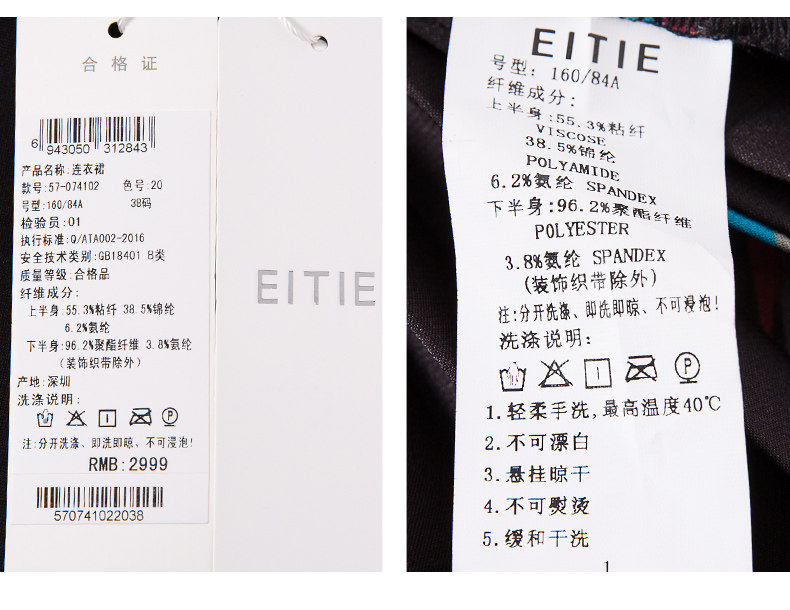 合格证
6 943050 312843
产品名称:连衣裙
款号:57-074102 色号:20
号型:160/84A 38码
检验员:01
执行标准:Q/ATA002-2016
安全技术类别:GB18401 B类
质量等级:合格品
纤维成分:
上半身:55.3%粘纤 38.5%锦纶
6.2%氨纶
下半身:96.2%聚酯纤维 3.8%氨纶
(装饰织带除外)
产地:深圳
洗涤说明:
注:分开洗涤、即洗即晾、不可浸泡!
RMB:2999
570741022038
EITIE
EITIE
号型: 160/84A
纤维成分:
上半身:55.3%粘纤
VISCOSE
38.5%锦纶
POLYAMIDE
6.2%氨纶 SPANDEX
下半身:96.2%聚酯纤维
POLYESTER
3.8%氨纶 SPANDEX
(装饰织带除外)
注:分开洗涤、即洗即晾、不可浸泡!
洗涤说明:
P
1.轻柔手洗,最高温度40℃
2.不可漂白
3.悬挂晾干
4.不可熨烫
5.缓和干洗
1